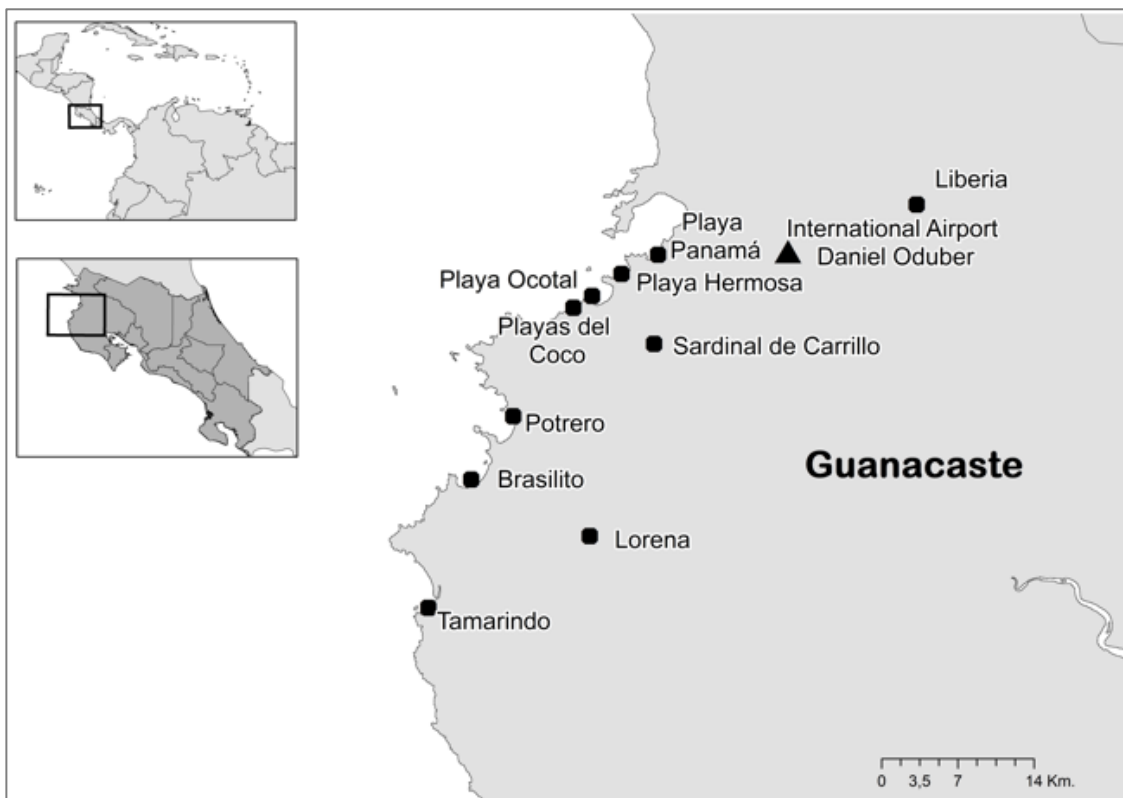 Liberia
International Airport
Daniel Oduber
Playa
Panamá
Playa Ocotal
Playa Hermosa
Playas del
Coco
Sardinal de Carrillo
Potrero
Guanacaste
Brasilito
Lorena
Tamarindo
0 3,5 7 14 Km.